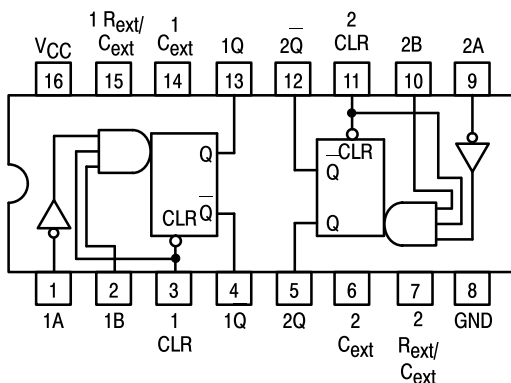 1 Rext/
Cext
1
Cext
2
CLR
VCC
1Q
2Q̅
2B
2A
16
15
14
13
12
11
10
9
Q
Q̅
CLR
CLR
Q̅
Q
1
2
3
4
5
6
7
8
1A
1B
1
CLR
1Q̅
2Q
2
Cext
2
Rext/
Cext
GND